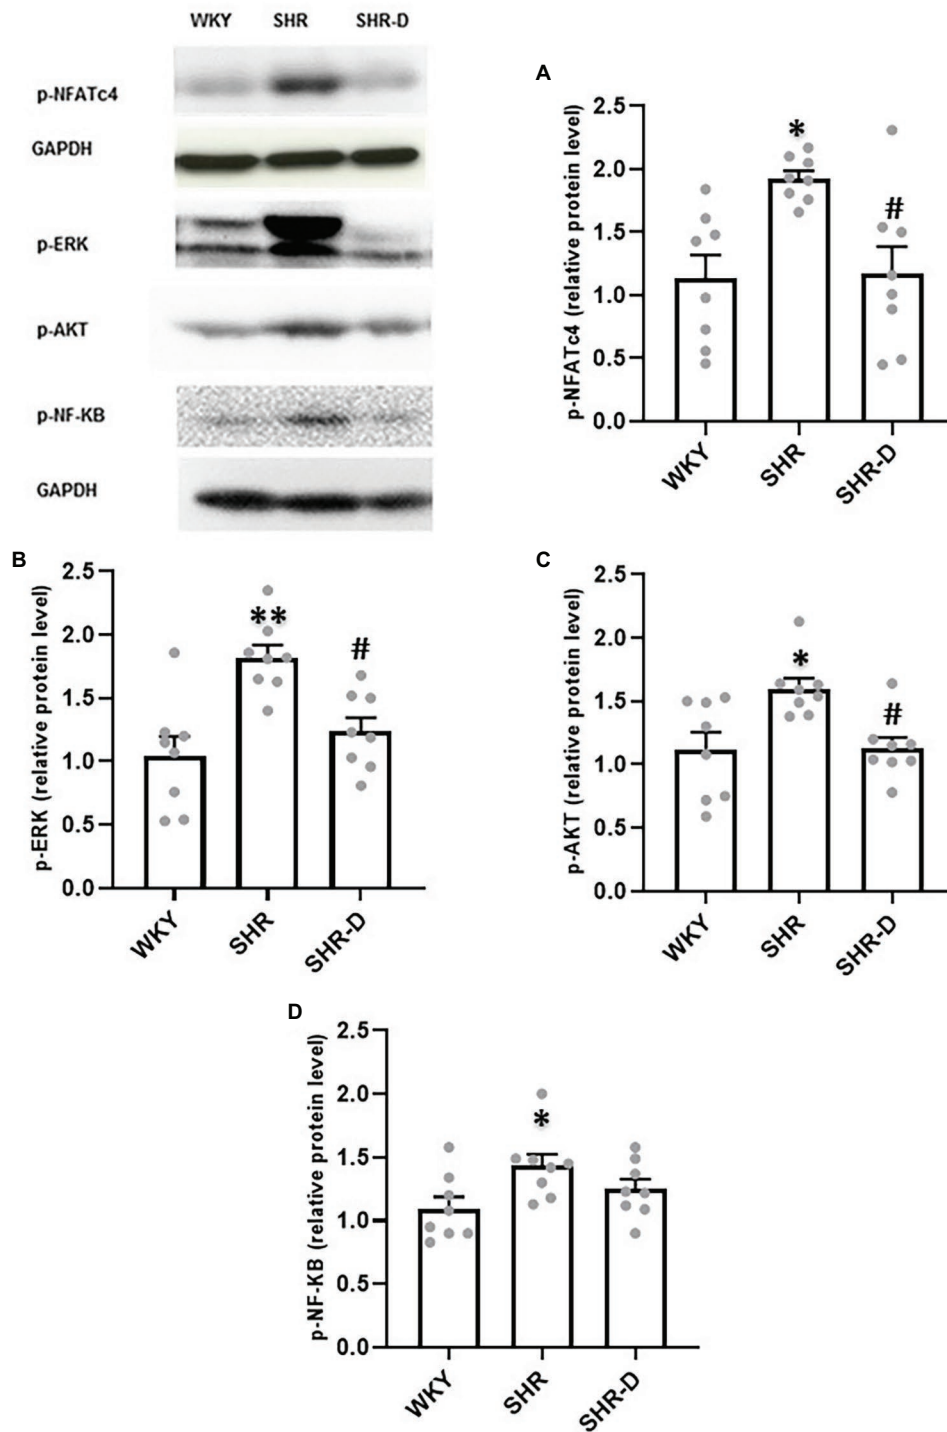 WKY SHR SHR-D
p-NFATc4
GAPDH
p-ERK
p-AKT
p-NF-KB
GAPDH
A
p-NFATc4 (relative protein level)
2.5
2.0
1.5
1.0
0.5
0.0
*
#
WKY SHR SHR-D
B
p-ERK (relative protein level)
2.5
2.0
1.5
1.0
0.5
0.0
**
#
WKY SHR SHR-D
C
p-AKT (relative protein level)
2.5
2.0
1.5
1.0
0.5
0.0
*
#
WKY SHR SHR-D
D
p-NF-KB (relative protein level)
2.5
2.0
1.5
1.0
0.5
0.0
*
WKY SHR SHR-D